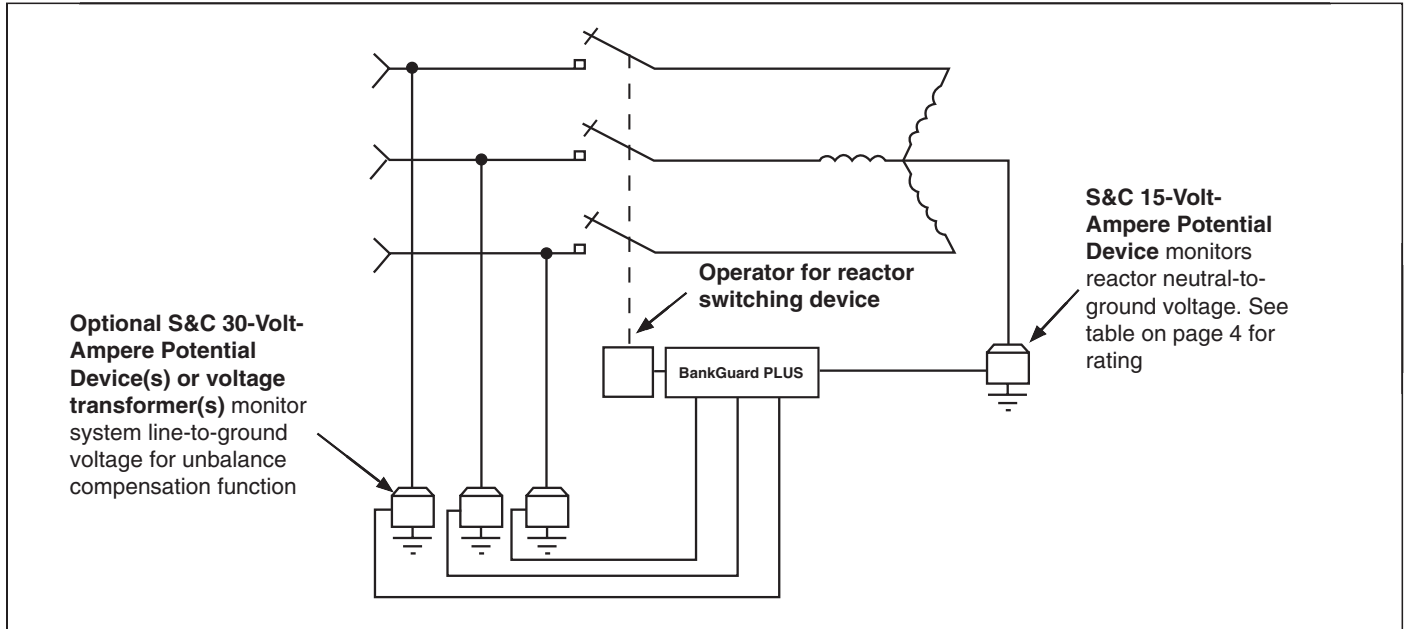 S&C 15-Volt-
Ampere Potential
Device monitors
reactor neutral-to-
ground voltage. See
table on page 4 for
rating
Operator for reactor
switching device
Optional S&C 30-Volt-
Ampere Potential
Device(s) or voltage
transformer(s) monitor
system line-to-ground
voltage for unbalance
compensation function
BankGuard PLUS